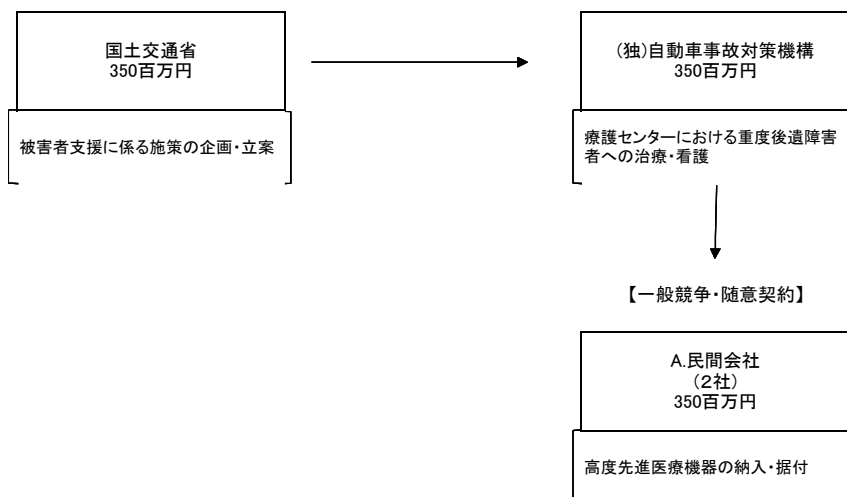 国土交通省
350百万円
被害者支援に係る施策の企画・立案
(独)自動車事故対策機構
350百万円
療護センターにおける重度後遺障害
者への治療・看護
【一般競争・随意契約】
A.民間会社
(2社)
350百万円
高度先進医療機器の納入・据付